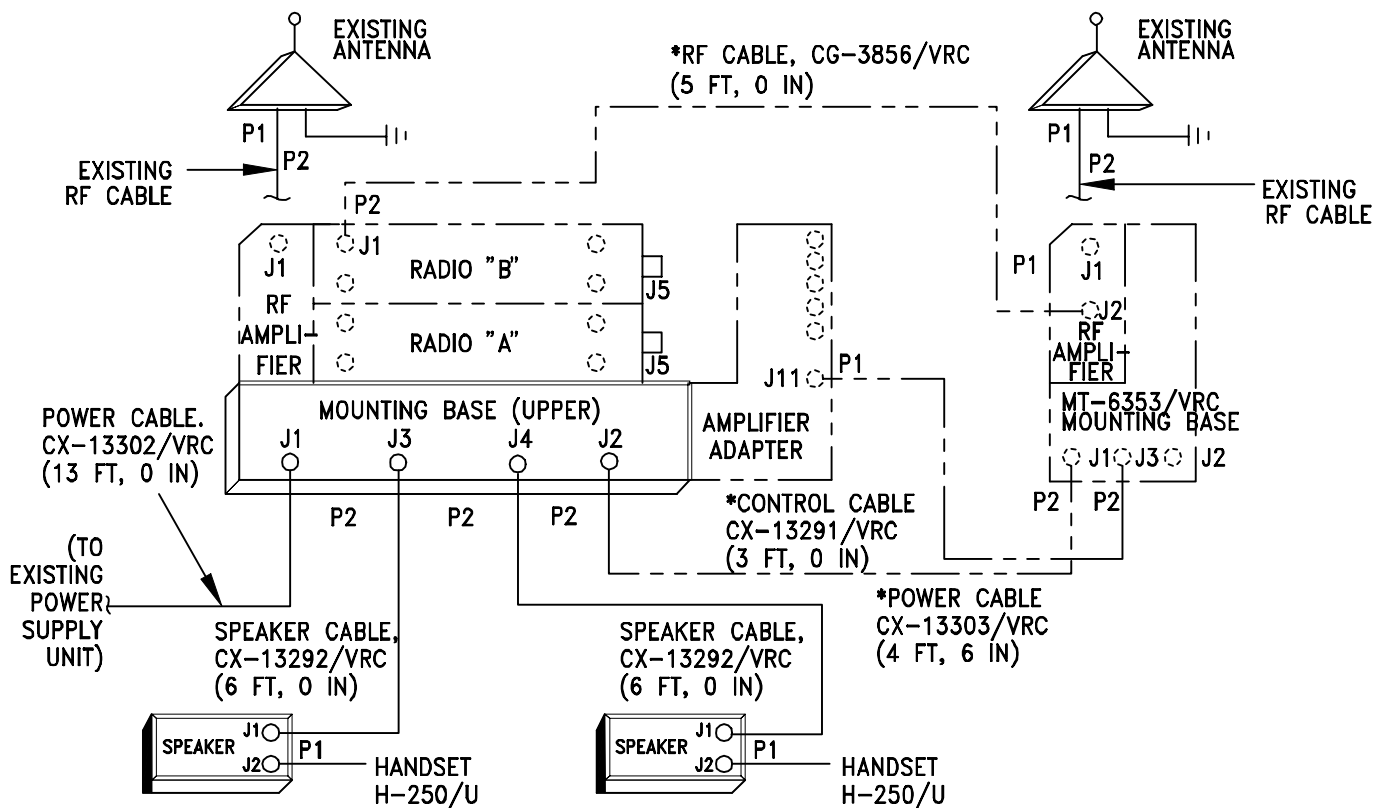 EXISTING
ANTENNA
*RF CABLE, CG-3856/VRC
(5 FT, 0 IN)
EXISTING
ANTENNA
P1
P2
EXISTING
RF CABLE
P1
P2
EXISTING
RF CABLE
P2
J1
J1
RADIO "B"
J5
RF
AMPLI-
FIER
RADIO "A"
J5
P1
J1
J2
RF
AMPLI-
FIER
J11
P1
MOUNTING BASE (UPPER)
J1
J3
J4
J2
AMPLIFIER
ADAPTER
MT-6353/VRC
MOUNTING BASE
J1
J3
J2
POWER CABLE.
CX-13302/VRC
(13 FT, 0 IN)
P2
P2
P2
*CONTROL CABLE
CX-13291/VRC
(3 FT, 0 IN)
P2
P2
(TO
EXISTING
POWER
SUPPLY
UNIT)
*POWER CABLE
CX-13303/VRC
(4 FT, 6 IN)
SPEAKER CABLE,
CX-13292/VRC
(6 FT, 0 IN)
SPEAKER CABLE,
CX-13292/VRC
(6 FT, 0 IN)
SPEAKER
J1
J2
P1
HANDSET
H-250/U
SPEAKER
J1
J2
P1
HANDSET
H-250/U